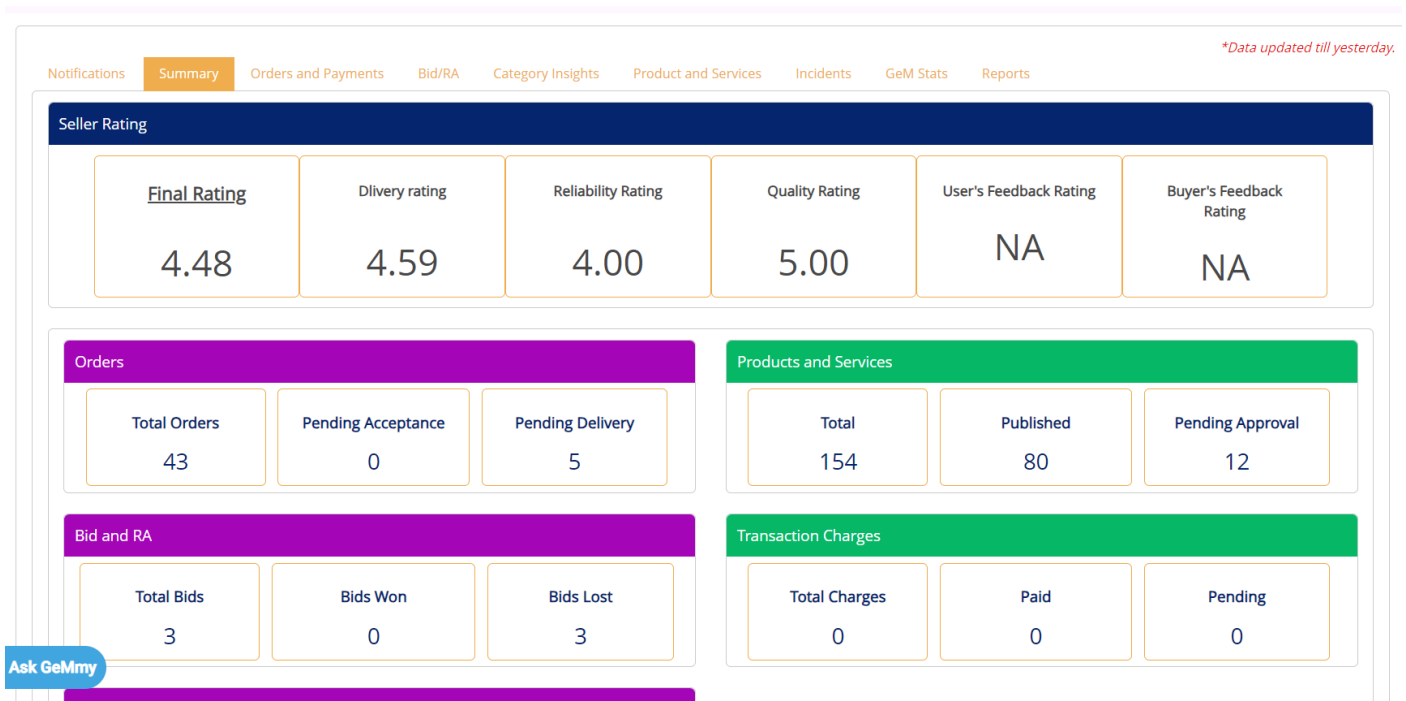 *Data updated till yesterday.
Notifications Summary Orders and Payments Bid/RA Category Insights Product and Services Incidents GeM Stats Reports
Seller Rating
Final Rating
4.48
Dlivery rating
4.59
Reliability Rating
4.00
Quality Rating
5.00
User's Feedback Rating
NA
Buyer's Feedback
Rating
NA
Orders
Total Orders
43
Pending Acceptance
0
Pending Delivery
5
Products and Services
Total
154
Published
80
Pending Approval
12
Bid and RA
Total Bids
3
Bids Won
0
Bids Lost
3
Transaction Charges
Total Charges
0
Paid
0
Pending
0
Ask GeMmy